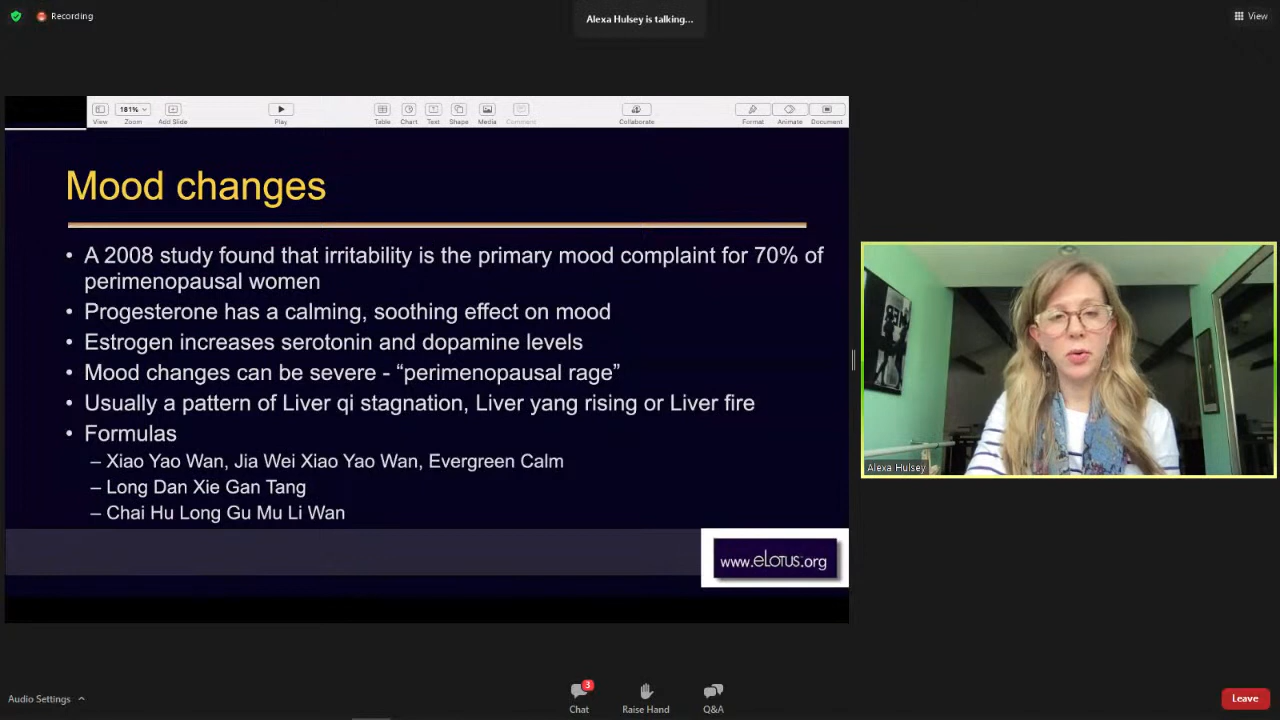 Recording
Alexa Hulsey is talking...
View
181%
View
Zoom
Add Slide
Play
Table
Chart
Text
Shape
Media
Comment
Collaborate
Format
Animate
Document
Mood changes
• A 2008 study found that irritability is the primary mood complaint for 70% of
perimenopausal women
• Progesterone has a calming, soothing effect on mood
• Estrogen increases serotonin and dopamine levels
• Mood changes can be severe - “perimenopausal rage”
• Usually a pattern of Liver qi stagnation, Liver yang rising or Liver fire
• Formulas
– Xiao Yao Wan, Jia Wei Xiao Yao Wan, Evergreen Calm
– Long Dan Xie Gan Tang
– Chai Hu Long Gu Mu Li Wan
www.eLotus.org
Alexa Hulsey
Audio Settings
3
Chat
Raise Hand
Q&A
Leave